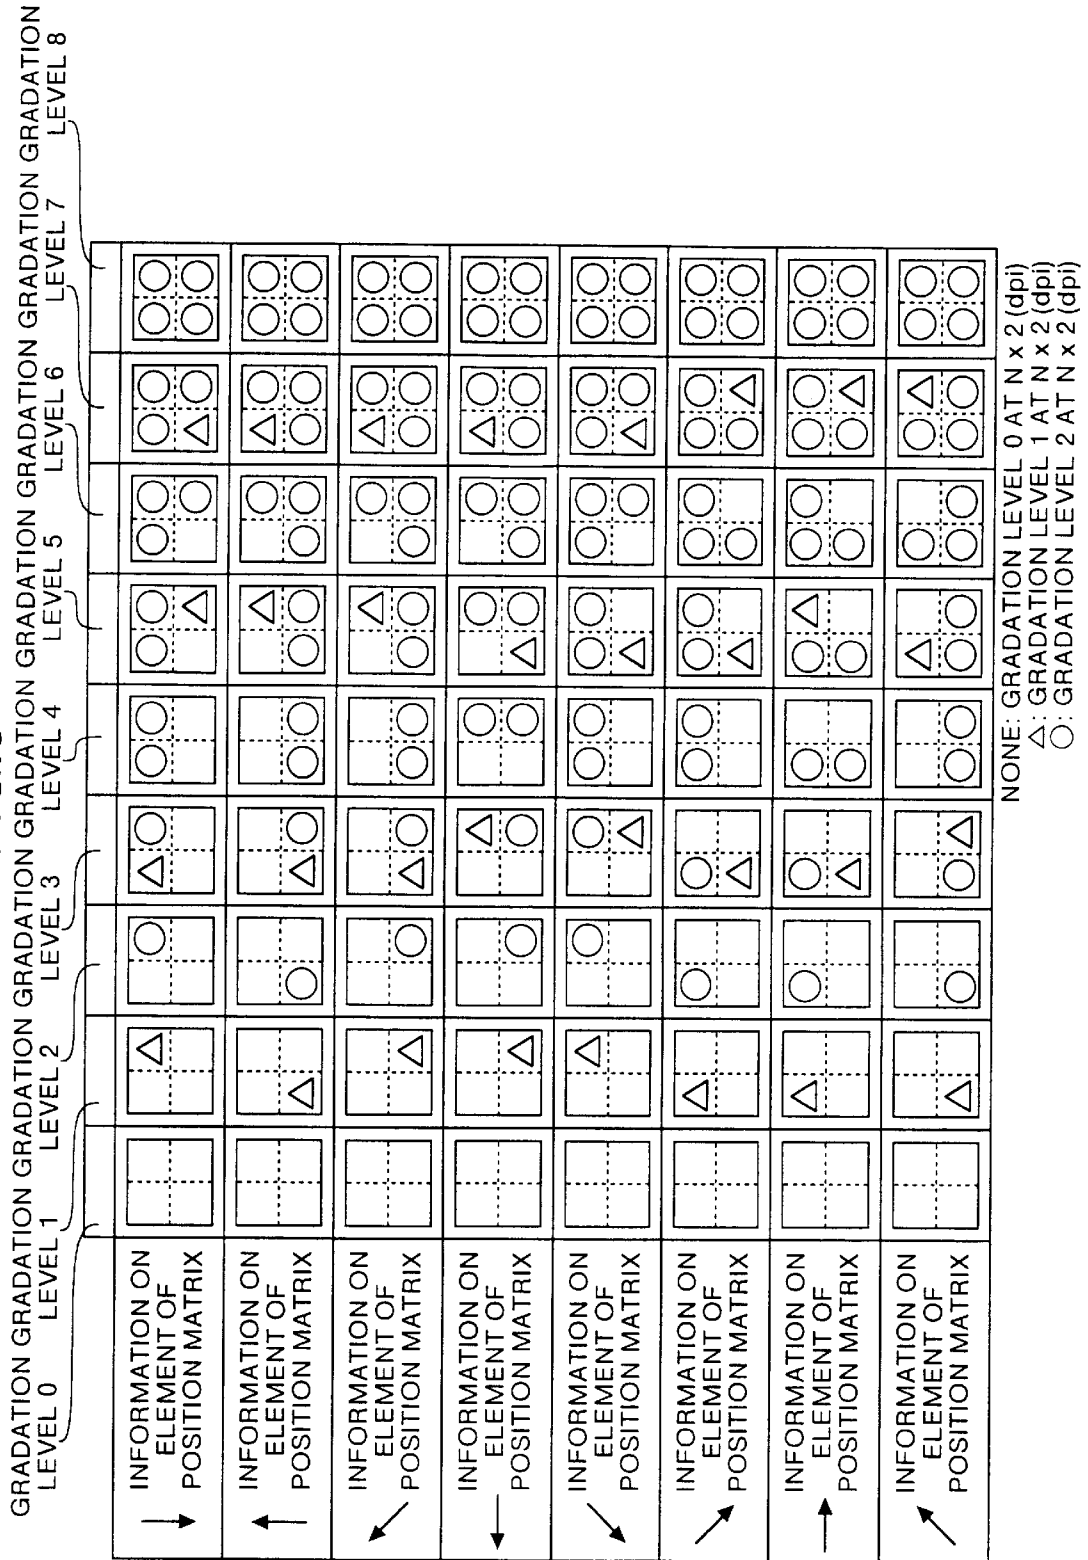 GRADATION GRADATION GRADATION GRADATION GRADATION GRADATION GRADATION GRADATION GRADATION
LEVEL 0 LEVEL 1 LEVEL 2 LEVEL 3 LEVEL 4 LEVEL 5 LEVEL 6 LEVEL 7 LEVEL 8
INFORMATION ON
ELEMENT OF
POSITION MATRIX
INFORMATION ON
ELEMENT OF
POSITION MATRIX
INFORMATION ON
ELEMENT OF
POSITION MATRIX
INFORMATION ON
ELEMENT OF
POSITION MATRIX
INFORMATION ON
ELEMENT OF
POSITION MATRIX
INFORMATION ON
ELEMENT OF
POSITION MATRIX
INFORMATION ON
ELEMENT OF
POSITION MATRIX
INFORMATION ON
ELEMENT OF
POSITION MATRIX
NONE: GRADATION LEVEL 0 AT N x 2 (dpi)
△: GRADATION LEVEL 1 AT N x 2 (dpi)
○: GRADATION LEVEL 2 AT N x 2 (dpi)